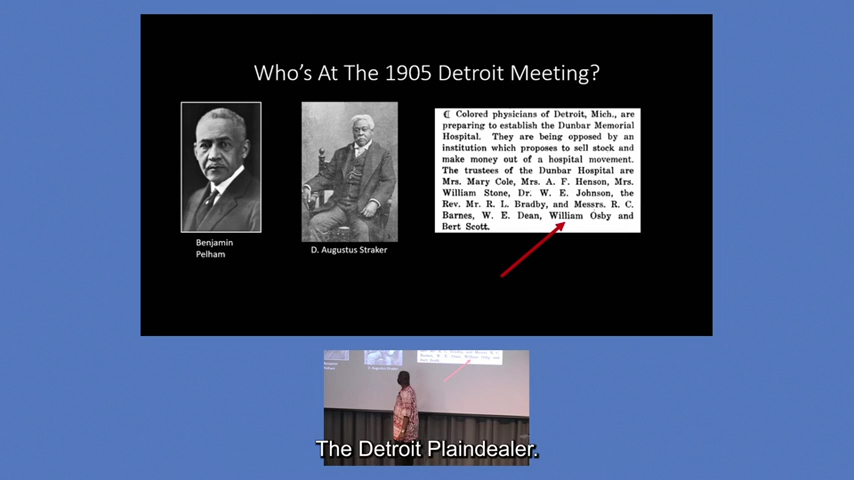 Who's At The 1905 Detroit Meeting?
₡ Colored physicians of Detroit, Mich., are
preparing to establish the Dunbar Memorial
Hospital. They are being opposed by an
institution which proposes to sell stock and
make money out of a hospital movement.
The trustees of the Dunbar Hospital are
Mrs. Mary Cole, Mrs. A. F. Henson, Mrs.
William Stone, Dr. W. E. Johnson, the
Rev. Mr. R. L. Bradby, and Messrs. R. C.
Barnes, W. E. Dean, William Osby and
Bert Scott.
Benjamin
Pelham
D. Augustus Straker
The Detroit Plaindealer.